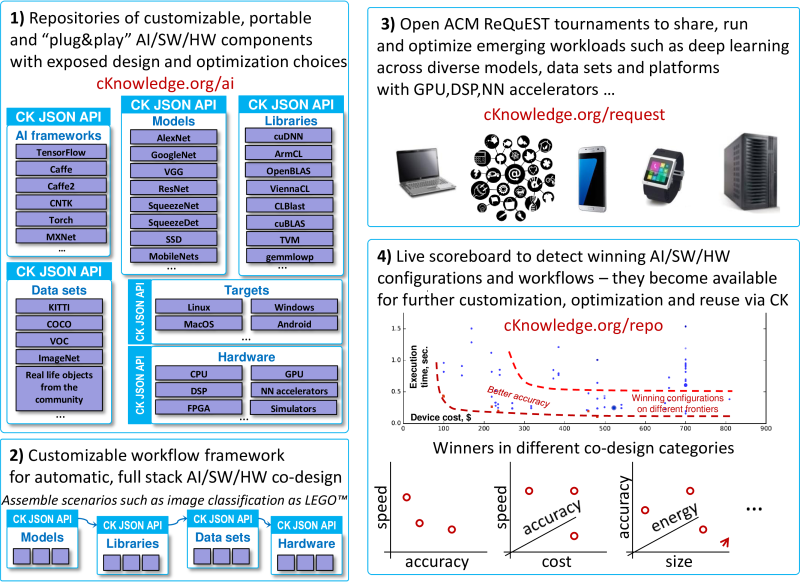 1) Repositories of customizable, portable
and “plug&play” AI/SW/HW components
with exposed design and optimization choices
cKnowledge.org/ai
CK JSON API
AI frameworks
TensorFlow
Caffe
Caffe2
CNTK
Torch
MXNet
...
CK JSON API
Models
AlexNet
GoogleNet
VGG
ResNet
SqueezeNet
SqueezeDet
SSD
MobileNets
...
CK JSON API
Libraries
cuDNN
ArmCL
OpenBLAS
ViennaCL
CLBlast
cuBLAS
TVM
gemmlowp
CK JSON API
Data sets
KITTI
COCO
VOC
ImageNet
Real life objects
from the
community
...
CK JSON API
Targets
Linux
Windows
MacOS
Android
...
CK JSON API
Hardware
CPU
GPU
DSP
NN accelerators
FPGA
Simulators
...
2) Customizable workflow framework
for automatic, full stack AI/SW/HW co-design
Assemble scenarios such as image classification as LEGO™
CK JSON API
Models
CK JSON API
Libraries
CK JSON API
Data sets
CK JSON API
Hardware
3) Open ACM ReQuEST tournaments to share, run
and optimize emerging workloads such as deep learning
across diverse models, data sets and platforms
with GPU,DSP,NN accelerators ...
cKnowledge.org/request
4) Live scoreboard to detect winning AI/SW/HW
configurations and workflows – they become available
for further customization, optimization and reuse via CK
cKnowledge.org/repo
1.5
1.0
0.5
0.0
Execution
time, sec.
Better accuracy
Winning configurations
on different frontiers
Device cost, $
0
100
200
300
400
500
600
700
800
900
Winners in different co-design categories
speed
accuracy
speed
accuracy
cost
accuracy
energy
size
...